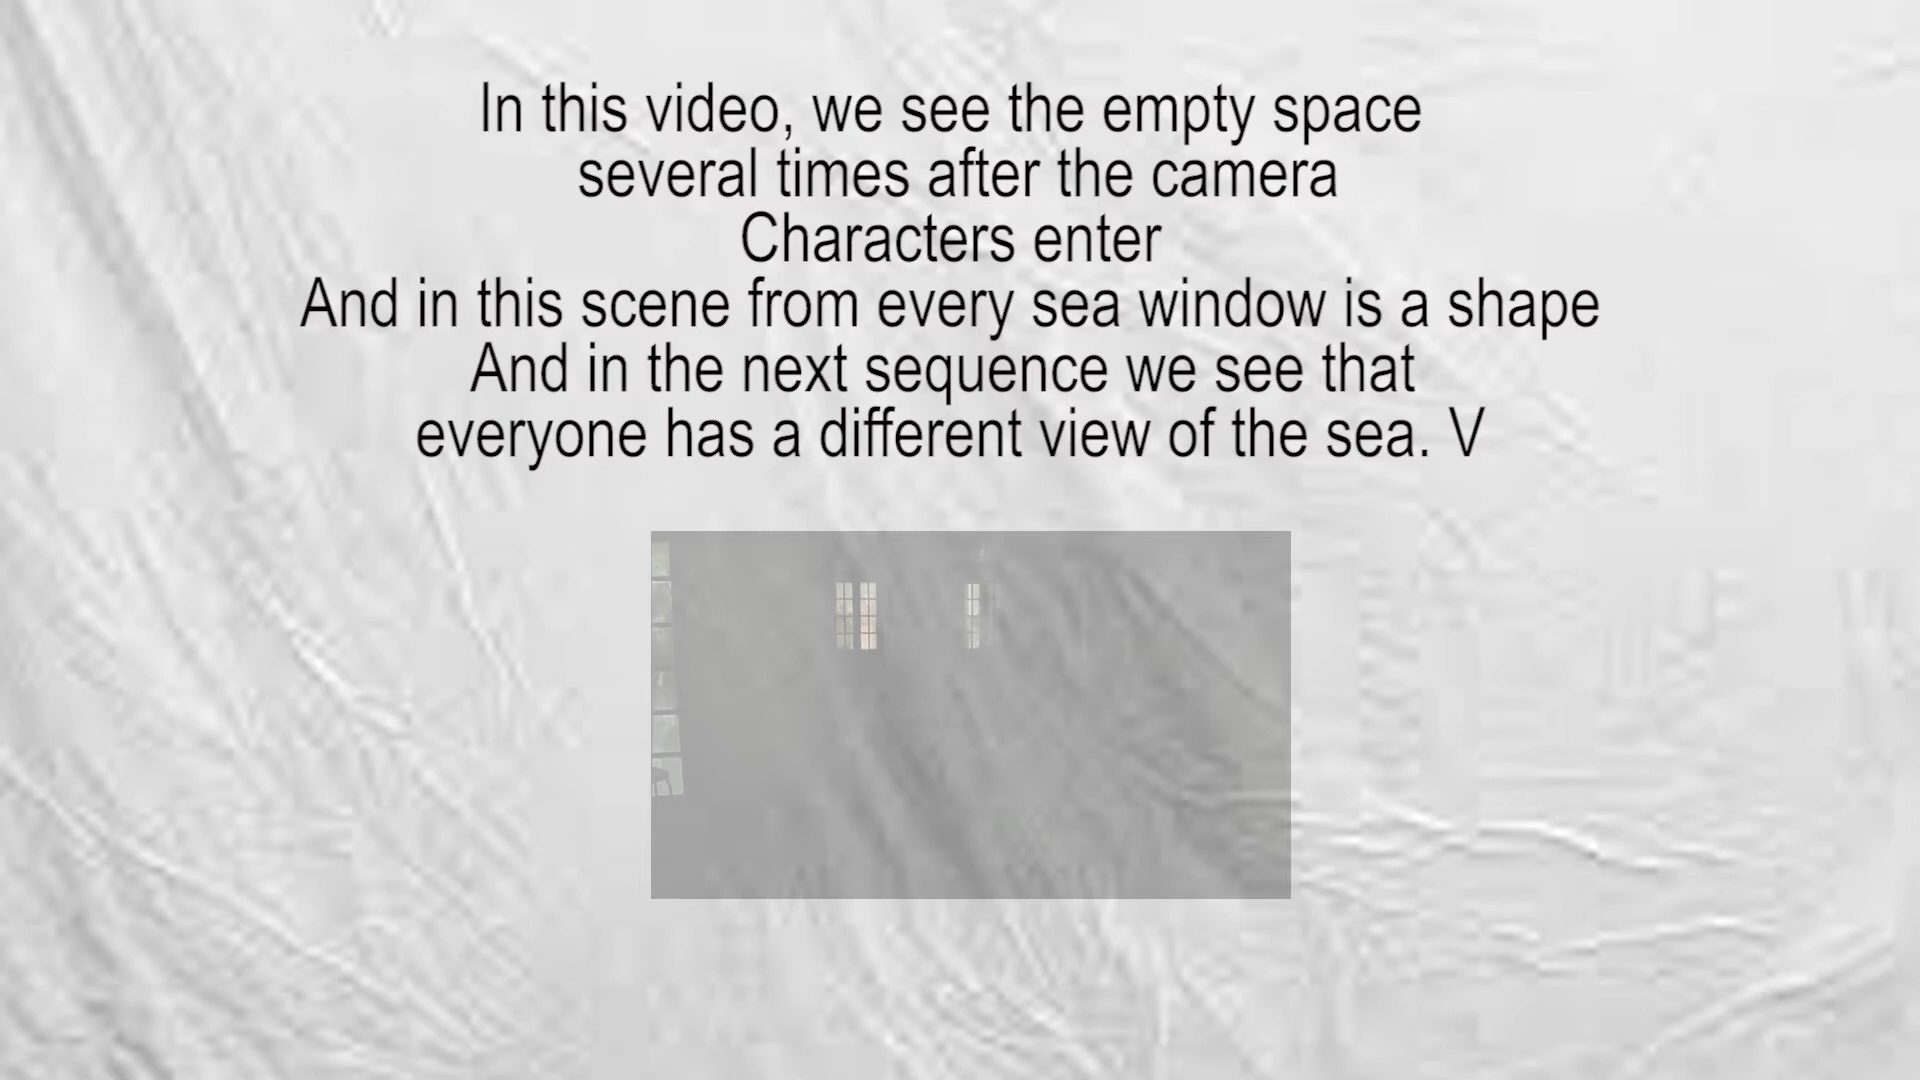 In this video, we see the empty space
several times after the camera
Characters enter
And in this scene from every sea window is a shape
And in the next sequence we see that
everyone has a different view of the sea. V